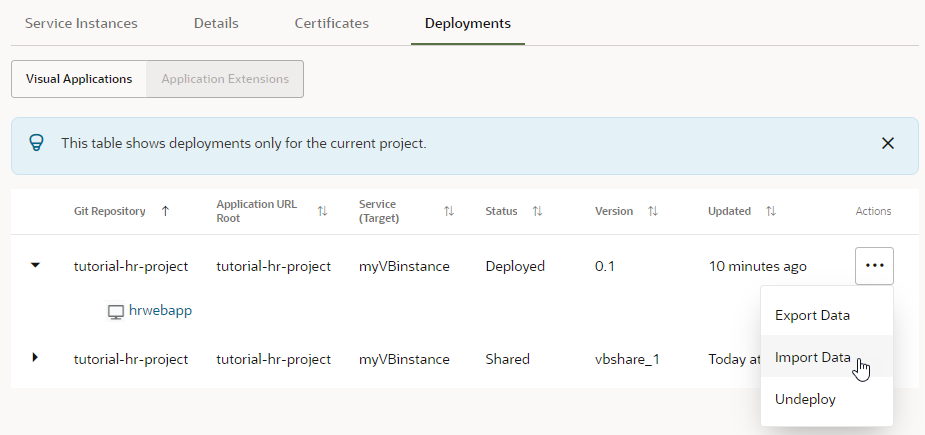 Service Instances Details Certificates Deployments
Visual Applications Application Extensions
This table shows deployments only for the current project.
Git Repository Application URL Root Service (Target) Status Version Updated Actions
tutorial-hr-project tutorial-hr-project myVBinstance Deployed 0.1 10 minutes ago
hrwebapp
Export Data
tutorial-hr-project tutorial-hr-project myVBinstance Shared vbshare_1 Today at
Import Data
Undeploy